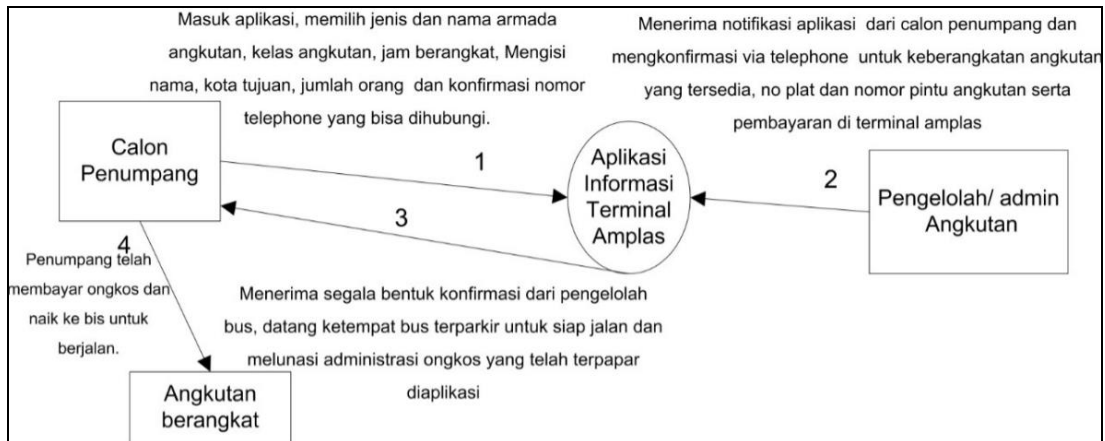 Masuk aplikasi, memilih jenis dan nama armada
angkutan, kelas angkutan, jam berangkat, Mengisi
nama, kota tujuan, jumlah orang dan konfirmasi nomor
telephone yang bisa dihubungi.
Menerima notifikasi aplikasi dari calon penumpang dan
mengkonfirmasi via telephone untuk keberangkatan angkutan
yang tersedia, no plat dan nomor pintu angkutan serta
pembayaran di terminal amplas
Calon
Penumpang
1
Aplikasi
Informasi
Terminal
Amplas
2
Pengelolah/ admin
Angkutan
3
4
Penumpang telah
membayar ongkos dan
naik ke bis untuk
berjalan.
Menerima segala bentuk konfirmasi dari pengelolah
bus, datang ketempat bus terparkir untuk siap jalan dan
melunasi administrasi ongkos yang telah terpapar
diaplikasi
Angkutan
berangkat